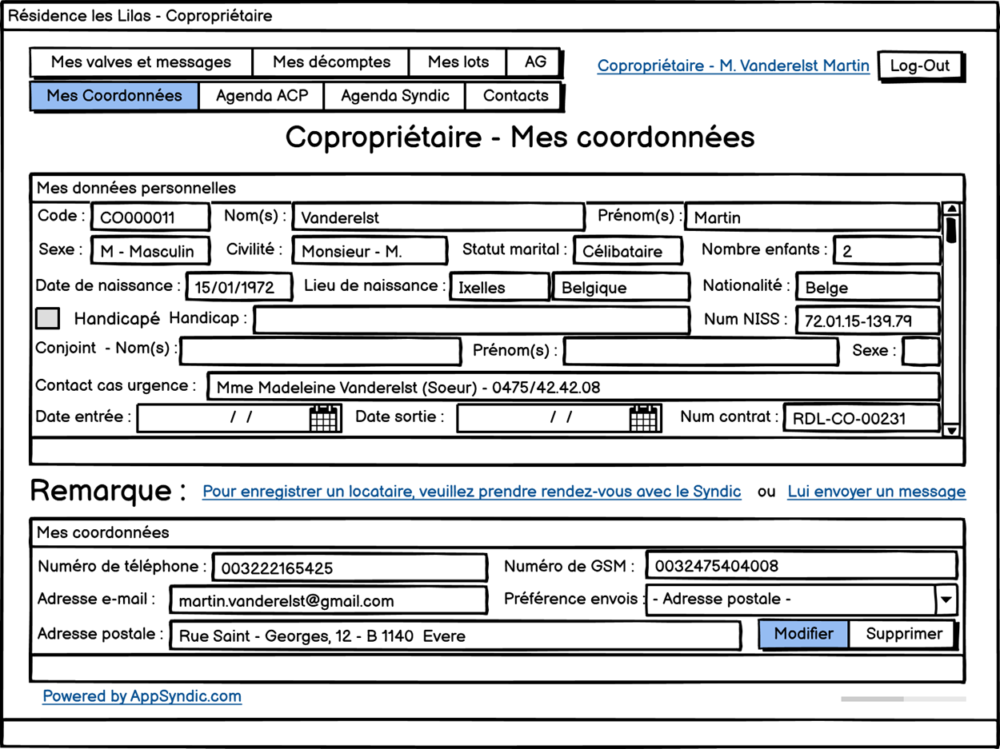 Résidence les Lilas - Copropriétaire
Mes valves et messages Mes décomptes Mes lots AG
Copropriétaire - M. Vanderelst Martin Log-Out
Mes Coordonnées Agenda ACP Agenda Syndic Contacts
Copropriétaire - Mes coordonnées
Mes données personnelles
Code : CO000011 Nom(s) : Vanderelst Prénom(s) : Martin
Sexe : M - Masculin Civilité : Monsieur - M. Statut marital : Célibataire Nombre enfants : 2
Date de naissance : 15/01/1972 Lieu de naissance : Ixelles Belgique Nationalité : Belge
Handicapé Handicap : Num NISS : 72.01.15-139.79
Conjoint - Nom(s) : Prénom(s) : Sexe :
Contact cas urgence : Mme Madeleine Vanderelst (Soeur) - 0475/42.42.08
Date entrée : / / Date sortie : / / Num contrat : RDL-CO-00231
Remarque : Pour enregistrer un locataire, veuillez prendre rendez-vous avec le Syndic ou Lui envoyer un message
Mes coordonnées
Numéro de téléphone : 003222165425 Numéro de GSM : 0032475404008
Adresse e-mail : martin.vanderelst@gmail.com Préférence envois : - Adresse postale -
Adresse postale : Rue Saint - Georges, 12 - B 1140 Evere Modifier Supprimer
Powered by AppSyndic.com